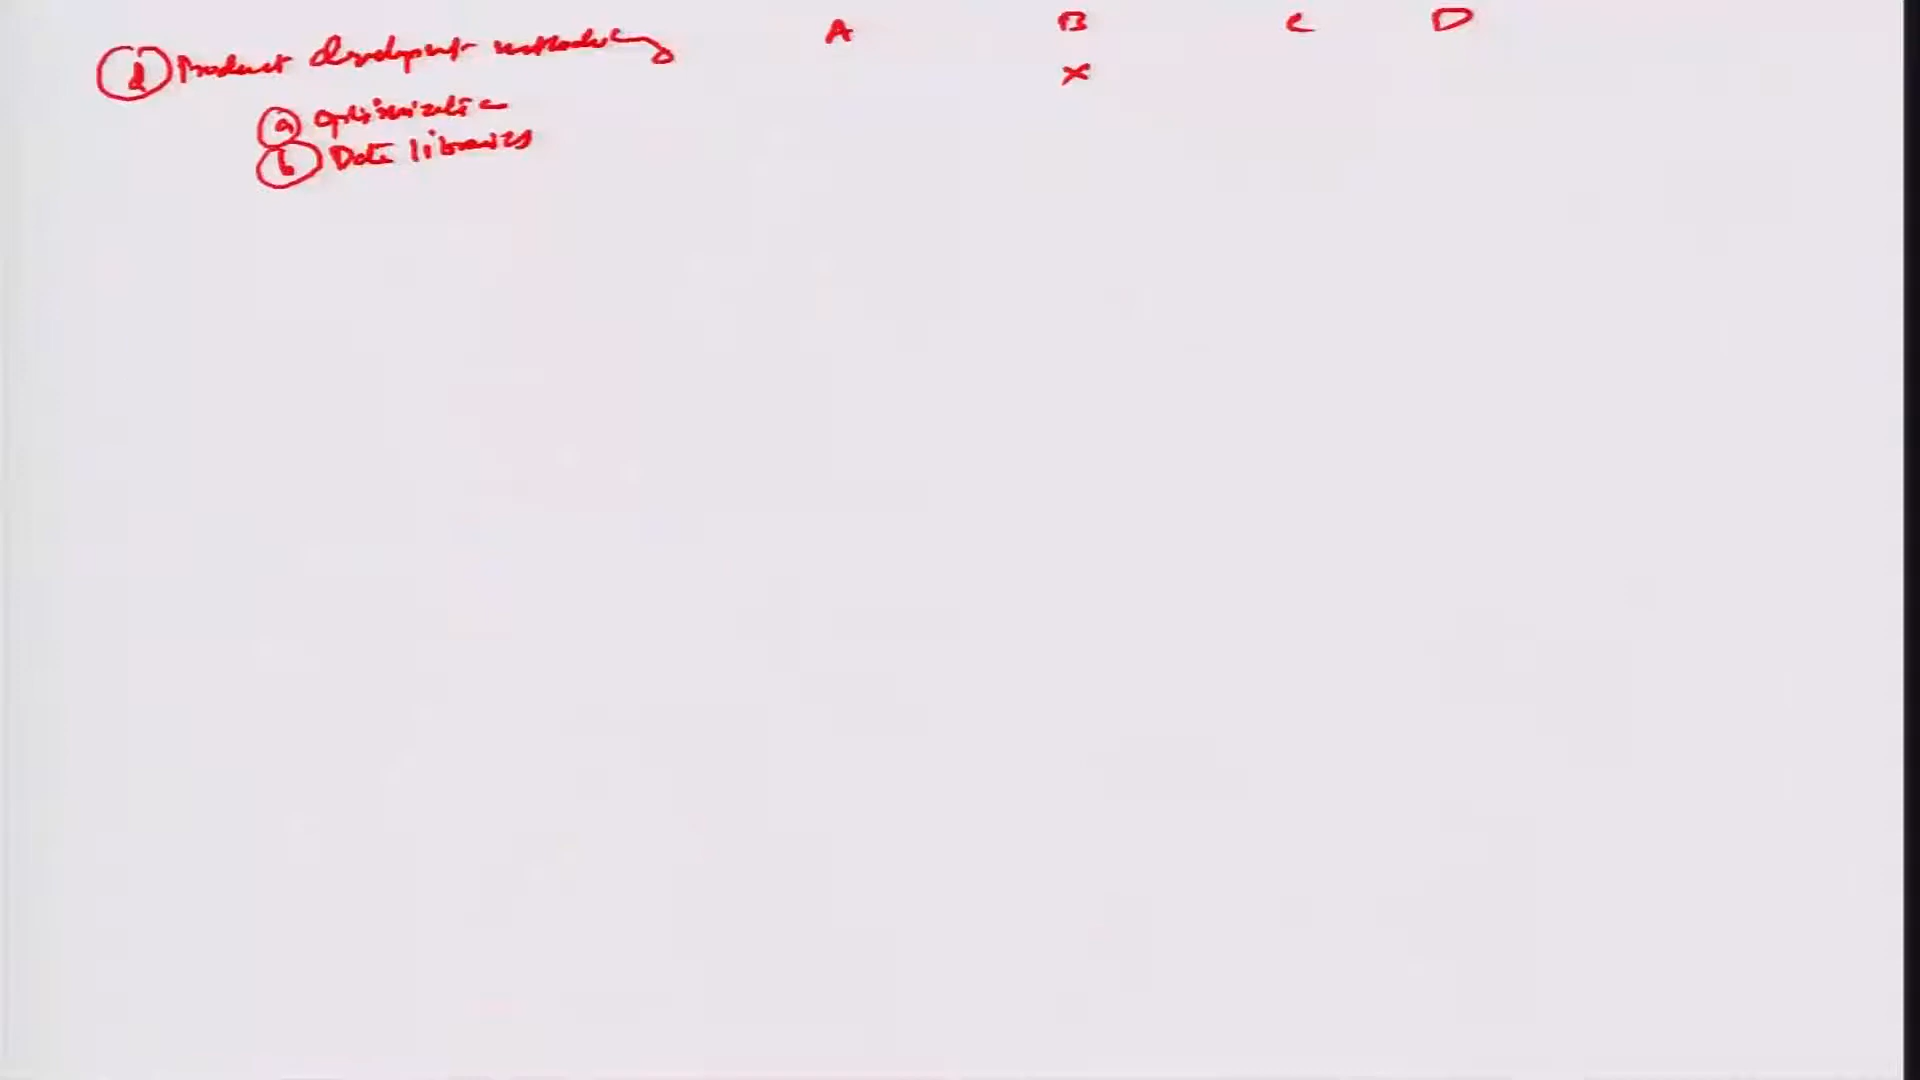 d Product development methodology A B C D
x
a optimization
b Data libraries